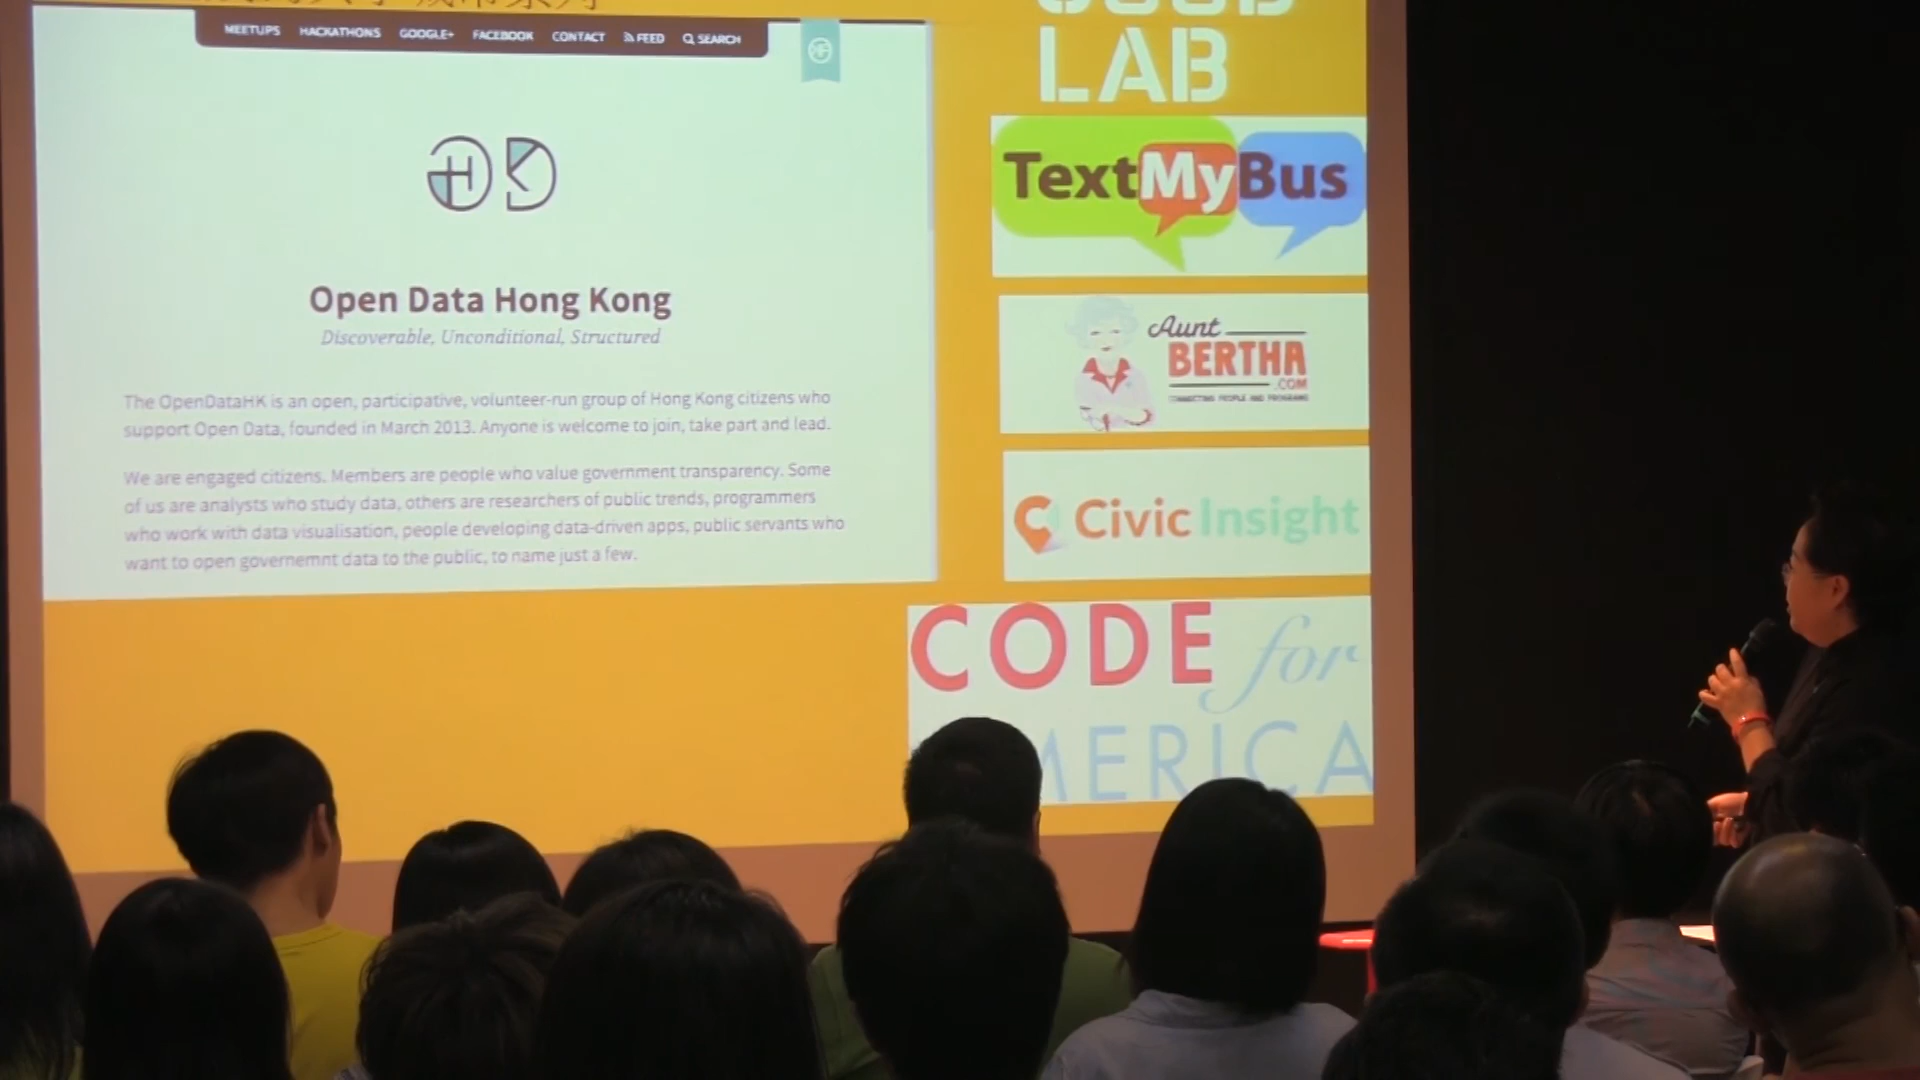 MEETUPS HACKATHONS GOOGLE+ FACEBOOK CONTACT FEED SEARCH
Open Data Hong Kong
Discoverable, Unconditional, Structured
The OpenDataHK is an open, participative, volunteer-run group of Hong Kong citizens who
support Open Data, founded in March 2013. Anyone is welcome to join, take part and lead.
We are engaged citizens. Members are people who value government transparency. Some
of us are analysts who study data, others are researchers of public trends, programmers
who work with data visualisation, people developing data-driven apps, public servants who
want to open governemnt data to the public, to name just a few.
LAB
TextMyBus
Aunt
BERTHA
.COM
CONNECTING PEOPLE AND PROGRAMS
Civic Insight
CODE for
MERICA